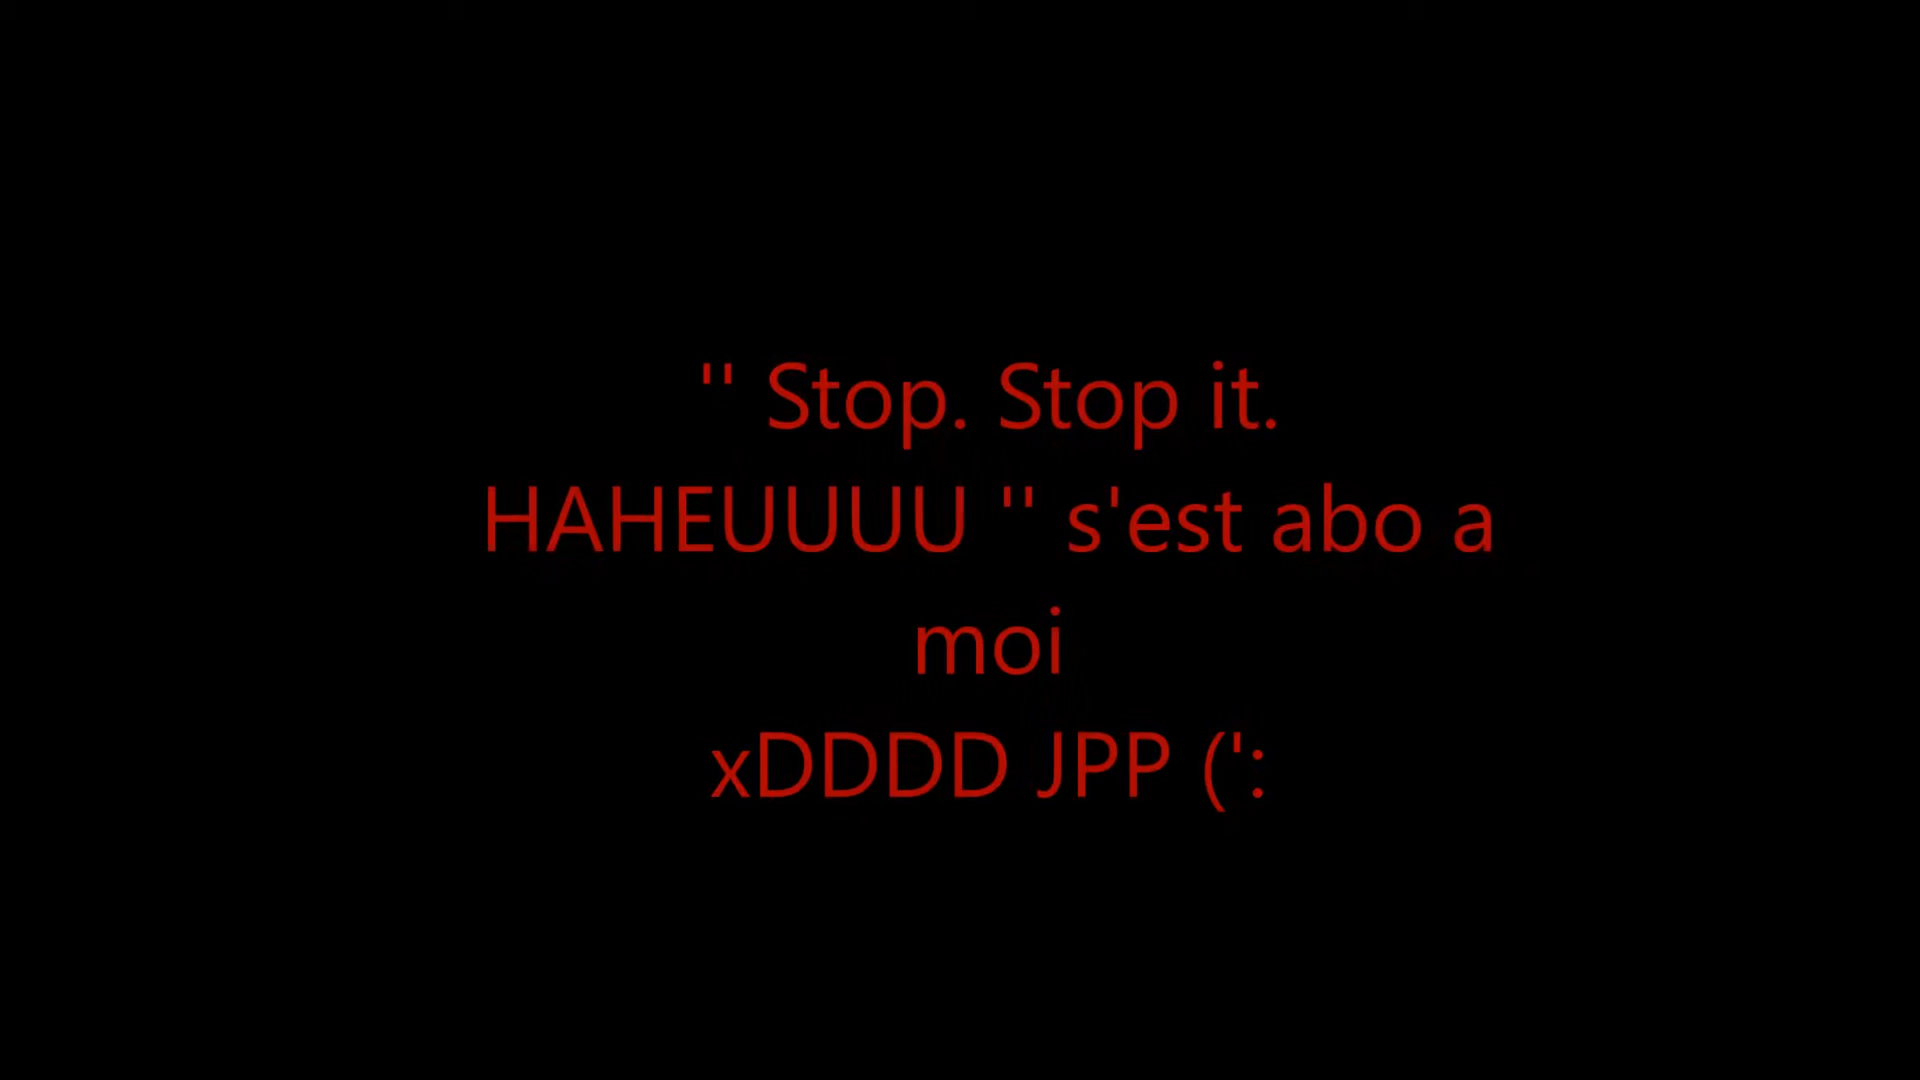 '' Stop. Stop it.
HAHEUUUU '' s'est abo a
moi
xDDDD JPP (':